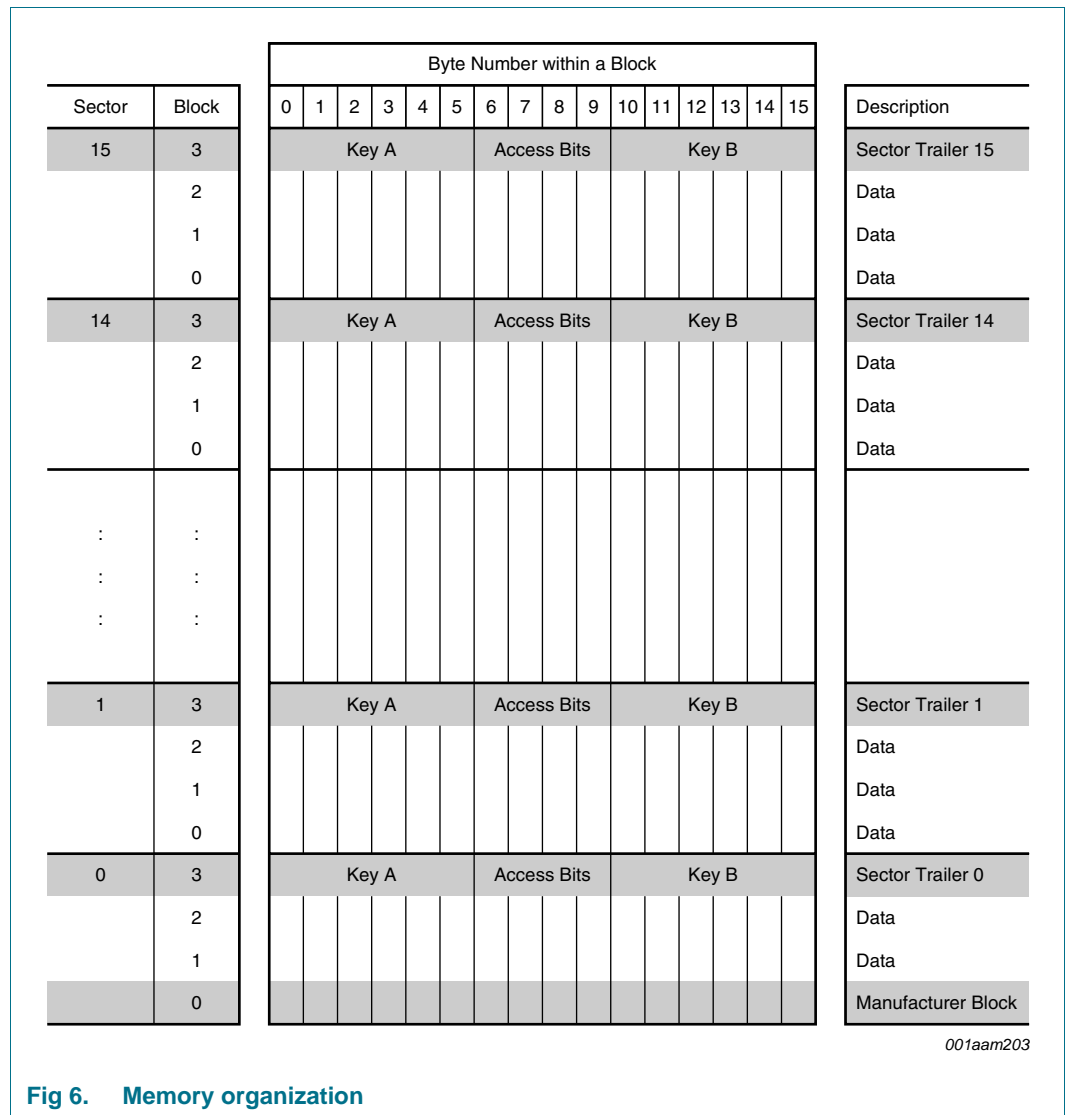 Byte Number within a Block
Sector Block 0 1 2 3 4 5 6 7 8 9 10 11 12 13 14 15 Description
15 3 Key A Access Bits Key B Sector Trailer 15
2 Data
1 Data
0 Data
14 3 Key A Access Bits Key B Sector Trailer 14
2 Data
1 Data
0 Data
: :
: :
: :
1 3 Key A Access Bits Key B Sector Trailer 1
2 Data
1 Data
0 Data
0 3 Key A Access Bits Key B Sector Trailer 0
2 Data
1 Data
0 Manufacturer Block
001aam203
Fig 6. Memory organization